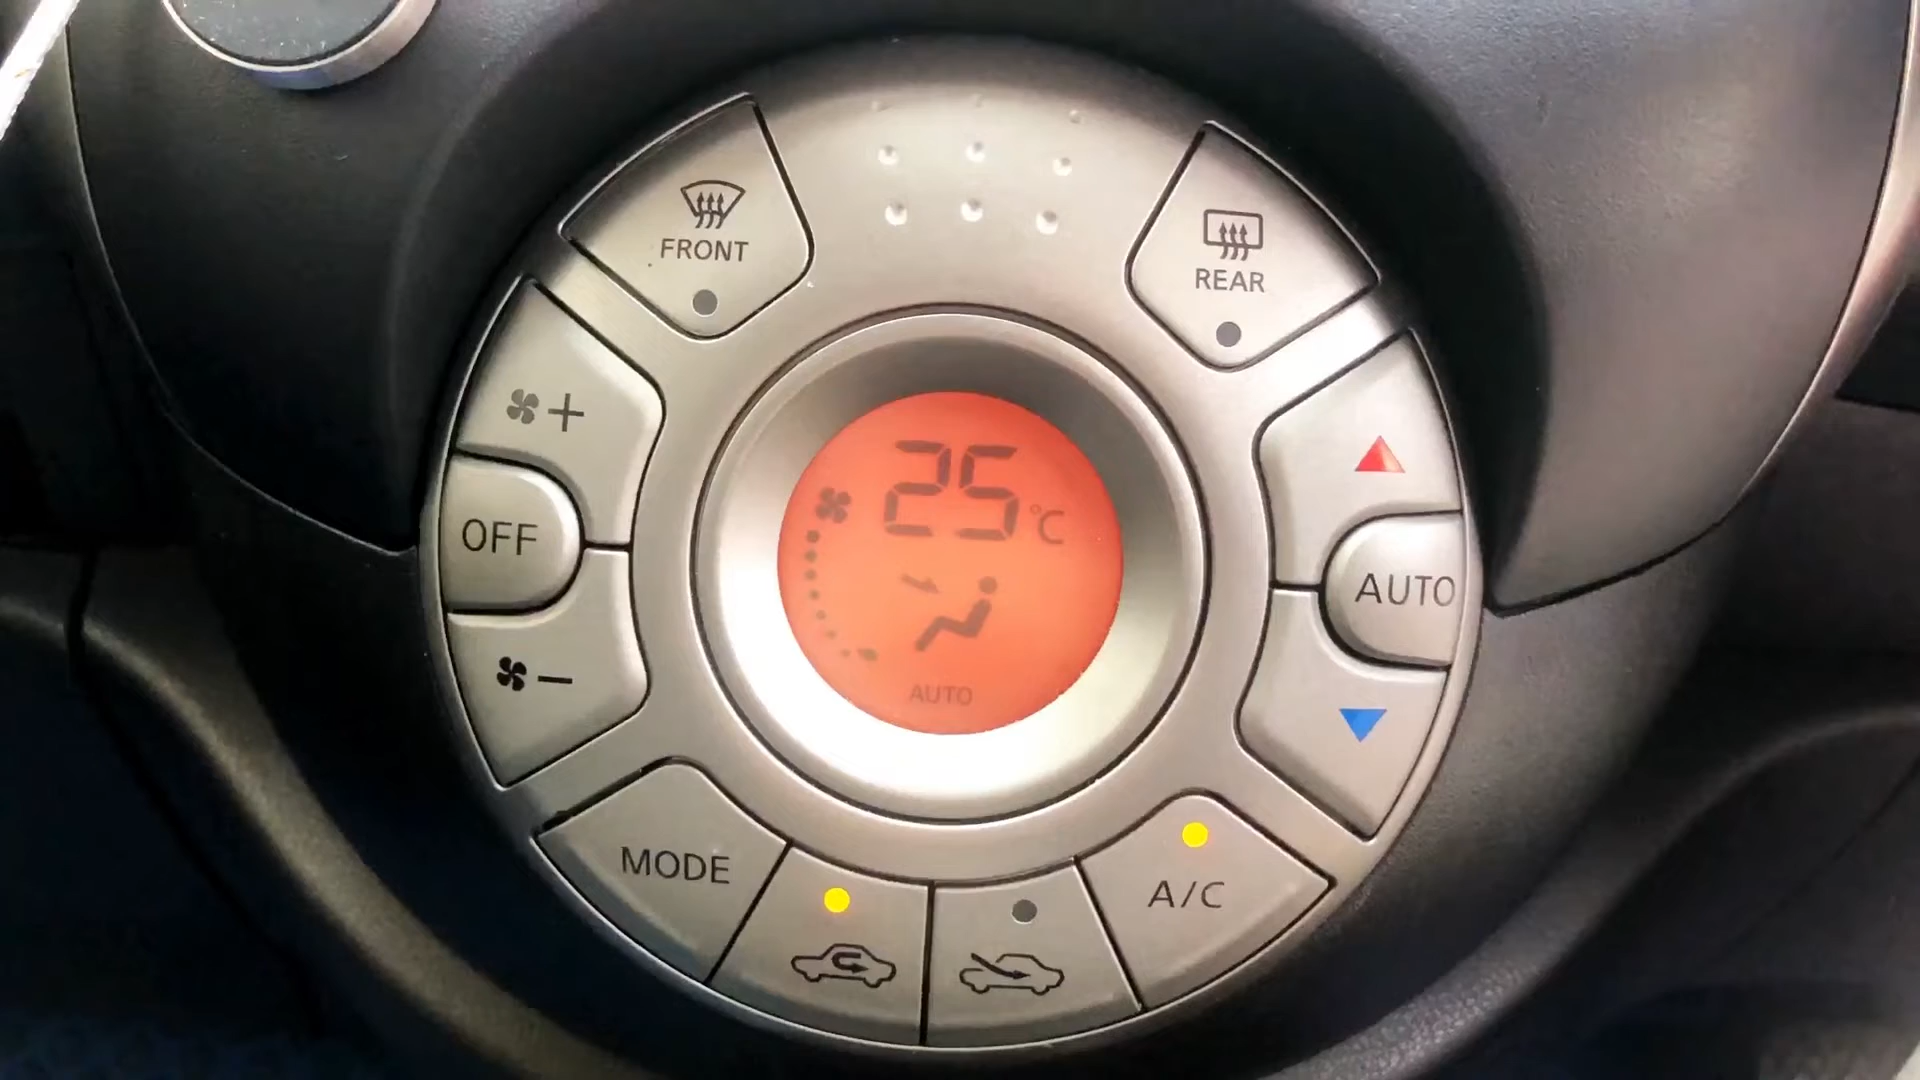 FRONT
REAR
+
25°C
OFF
AUTO
−
AUTO
MODE
A/C